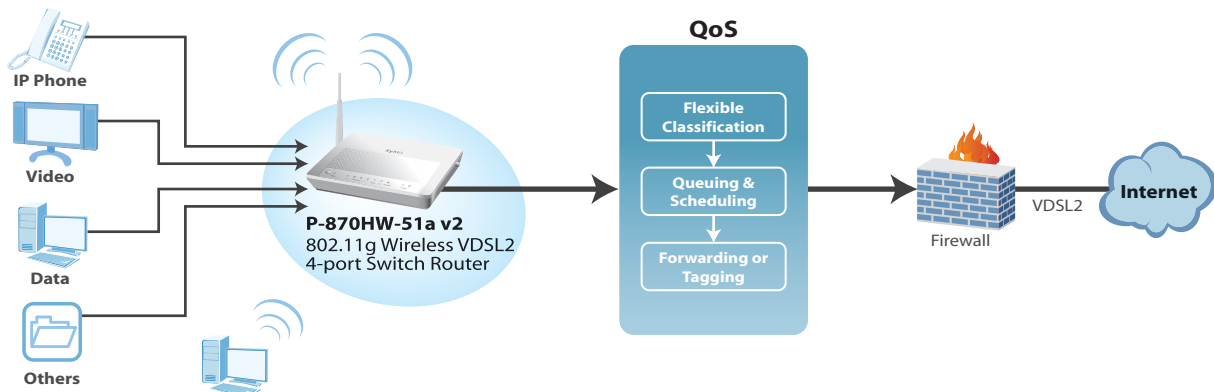 QoS
IP Phone
Video
Data
Others
ZyXEL
P-870HW-51a v2
802.11g Wireless VDSL2
4-port Switch Router
Flexible
Classification
Queuing &
Scheduling
Forwarding or
Tagging
Firewall
VDSL2
Internet